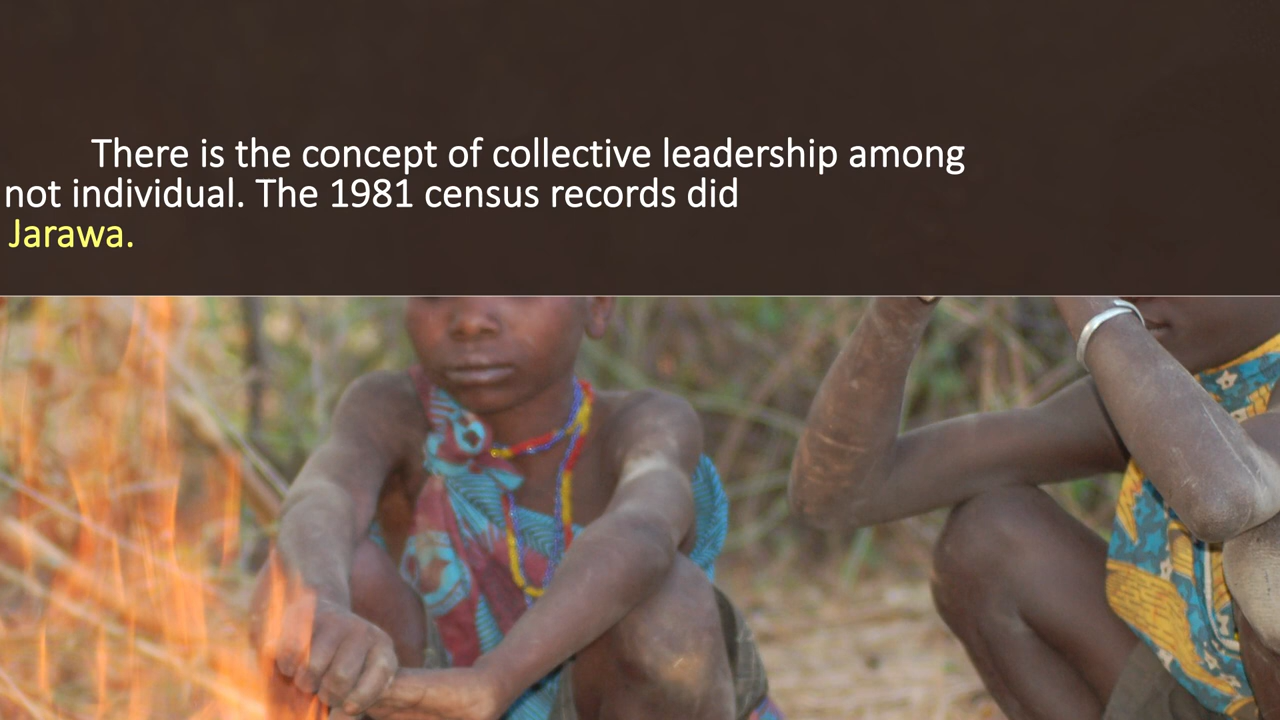 There is the concept of collective leadership among
not individual. The 1981 census records did
Jarawa.